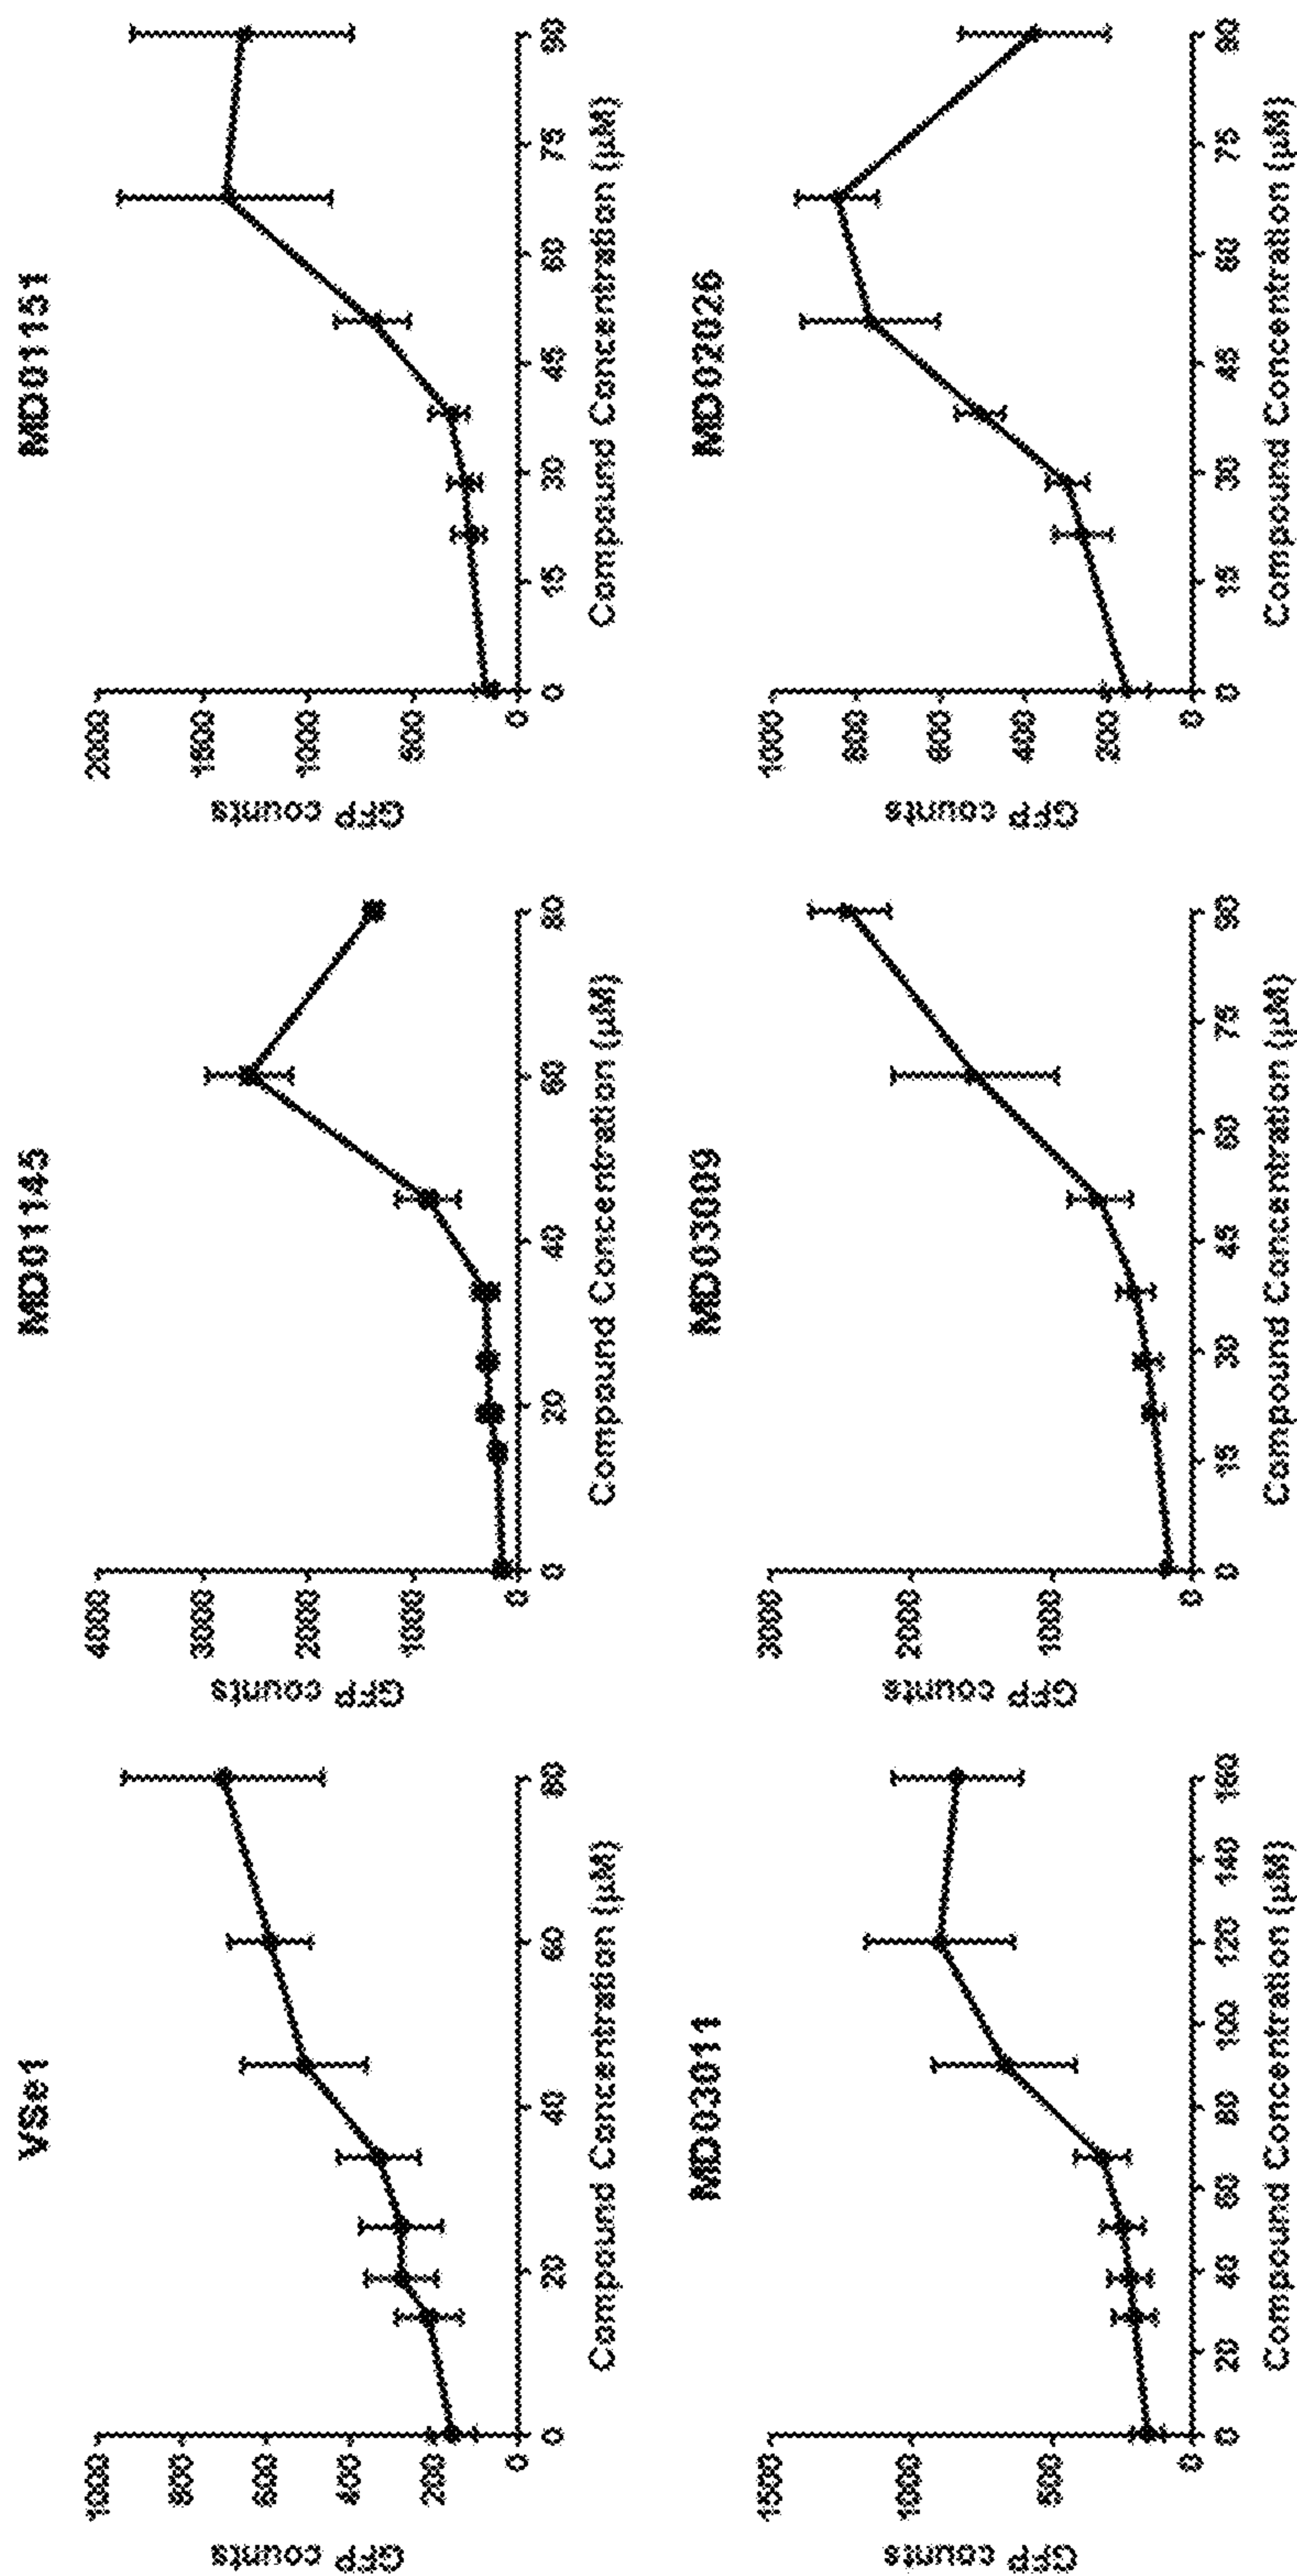 VSe1
GFP counts
1000
800
600
400
200
0
0 20 40 60 80
Compound Concentration (µM)
MD01145
GFP counts
4000
3000
2000
1000
0
0 20 40 60 80
Compound Concentration (µM)
MD01151
GFP counts
2000
1500
1000
500
0
0 15 30 45 60 75 90
Compound Concentration (µM)
MD03011
GFP counts
1500
1000
500
0
0 20 40 60 80 100 120 140 160
Compound Concentration (µM)
MD03009
GFP counts
3000
2000
1000
0
0 15 30 45 60 75 90
Compound Concentration (µM)
MD02026
GFP counts
1000
800
600
400
200
0
0 15 30 45 60 75 90
Compound Concentration (µM)